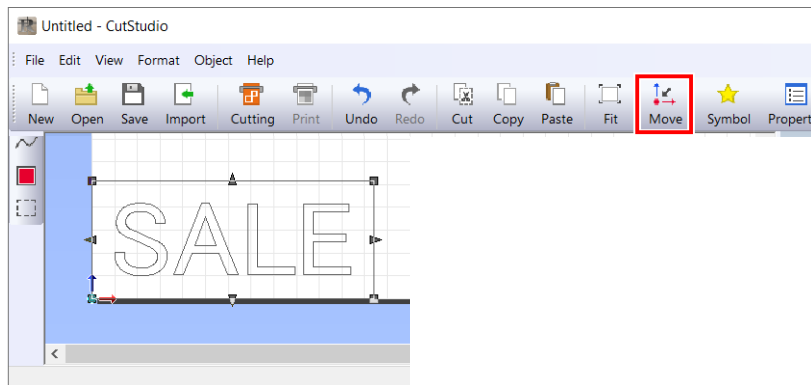 Untitled - CutStudio
File Edit View Format Object Help
New Open Save Import Cutting Print Undo Redo Cut Copy Paste Fit Move Symbol Propert
SALE